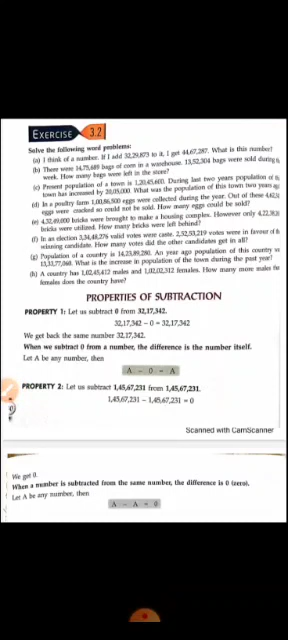 EXERCISE 3.2
Solve the following word problems:
(a) I think of a number. If I add 32,29,873 to it, I get 44,67,287. What is this number?
(b) There were 14,75,689 bags of corn in a warehouse. 13,52,304 bags were sold during
week. How many bags were left in the store?
(c) Present population of a town is 1,20,45,600. During last two years population of
town has increased by 20,05,000. What was the population of this town two years
(d) In a poultry farm 1,00,86,500 eggs were collected during the year. Out of these
eggs were cracked so could not be sold. How many eggs could be sold?
(e) 4,32,49,000 bricks were brought to make a housing complex. However only
bricks were utilized. How many bricks were left behind?
(f) In an election 3,34,48,276 valid votes were caste. 2,52,53,219 votes were in favour of
winning candidate. How many votes did the other candidates get in all?
(g) Population of a country is 14,23,89,280. An year ago this population of country
13,33,77,068. What is the increase in population of the town during the past year?
(h) A country has 1,02,45,412 males and 1,02,02,312 females. How many more males
females does the country have?
PROPERTIES OF SUBTRACTION
PROPERTY 1: Let us subtract 0 from 32,17,342.
32,17,342 – 0 = 32,17,342
We get back the same number 32,17,342.
When we subtract 0 from a number, the difference is the number itself.
Let A be any number, then
A – 0 = A
PROPERTY 2: Let us subtract 1,45,67,231 from 1,45,67,231.
1,45,67,231 – 1,45,67,231 = 0
Scanned with CamScanner
We get 0.
When a number is subtracted from the same number, the difference is 0 (zero).
Let A be any number, then
A – A = 0